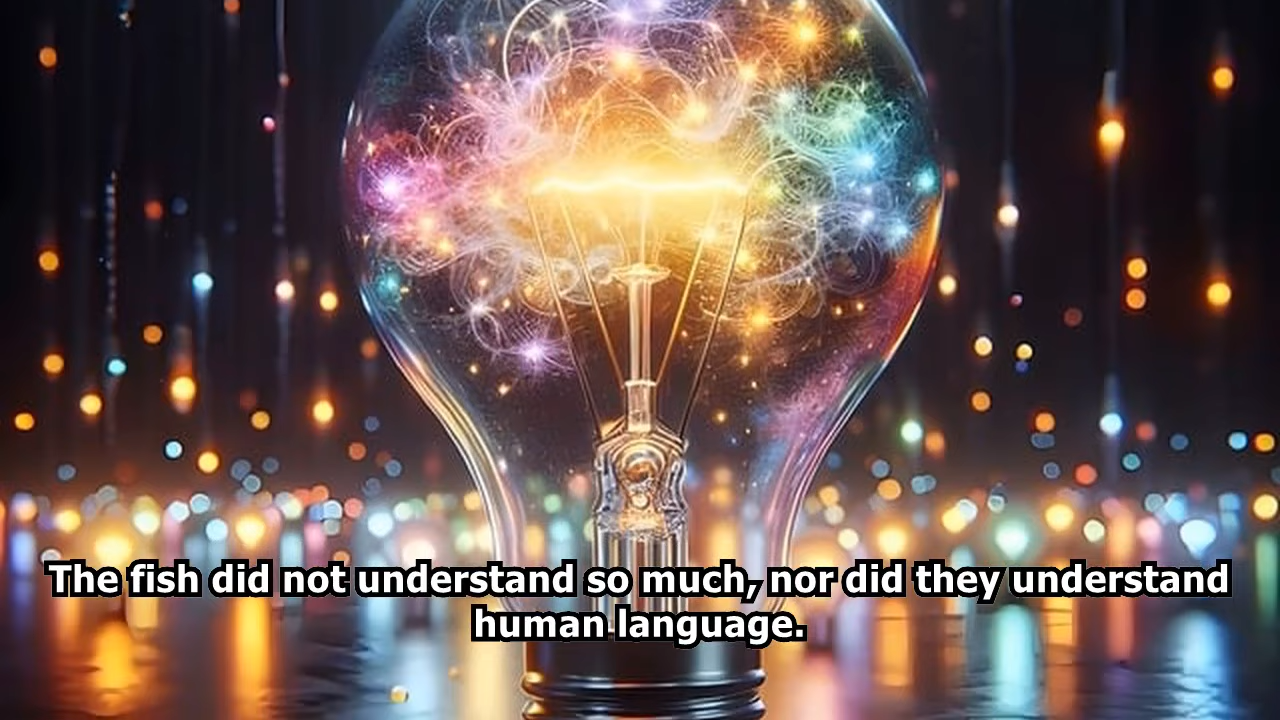 The fish did not understand so much, nor did they understand
human language.